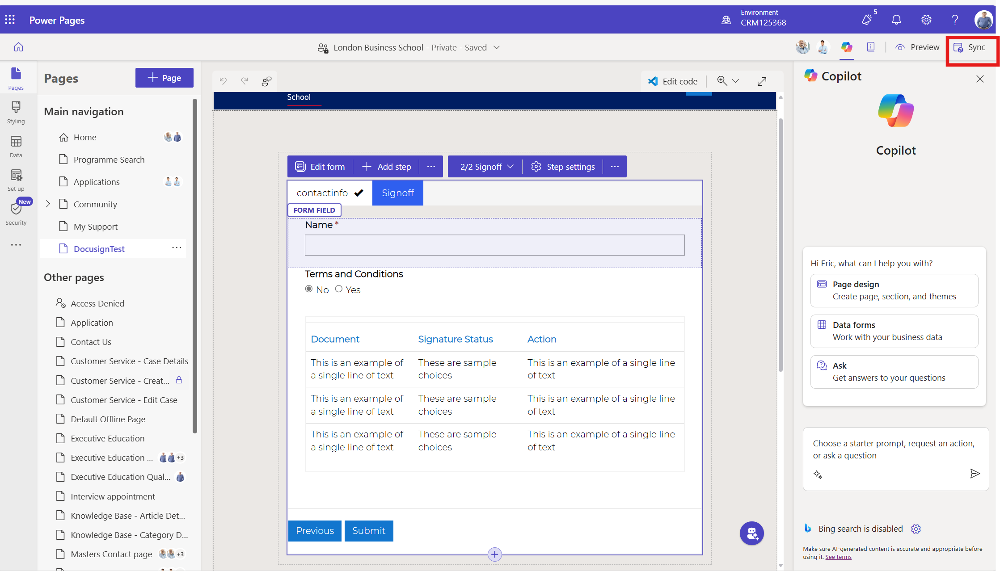 Power Pages
Environment
CRM125368
5
London Business School - Private - Saved
Preview
Sync
Pages
Styling
Data
Set up
New
Security
Pages
Page
Main navigation
Home
Programme Search
Applications
Community
My Support
DocusignTest
Other pages
Access Denied
Application
Contact Us
Customer Service - Case Details
Customer Service - Creat...
Customer Service - Edit Case
Default Offline Page
Executive Education
Executive Education ...
+3
Executive Education Qual...
Interview appointment
Knowledge Base - Article Det...
Knowledge Base - Category D...
Masters Contact page
+3
Edit code
School
Edit form
Add step
2/2 Signoff
Step settings
contactinfo
Signoff
FORM FIELD
Name *
Terms and Conditions
No
Yes
Document Signature Status Action
This is an example of These are sample This is an example of a single line
a single line of text choices of text
This is an example of These are sample This is an example of a single line
a single line of text choices of text
This is an example of These are sample This is an example of a single line
a single line of text choices of text
Previous
Submit
Copilot
Copilot
Hi Eric, what can I help you with?
Page design
Create page, section, and themes
Data forms
Work with your business data
Ask
Get answers to your questions
Choose a starter prompt, request an action,
or ask a question
Bing search is disabled
Make sure AI-generated content is accurate and appropriate before
using it. See terms